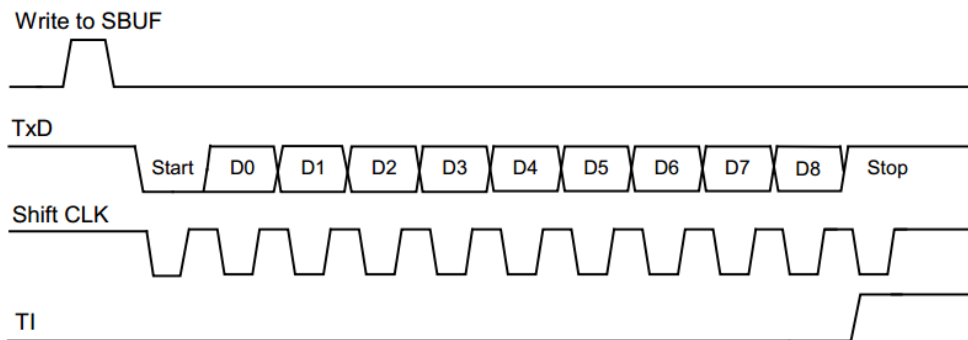 Write to SBUF
TxD
Start D0 D1 D2 D3 D4 D5 D6 D7 D8 Stop
Shift CLK
TI